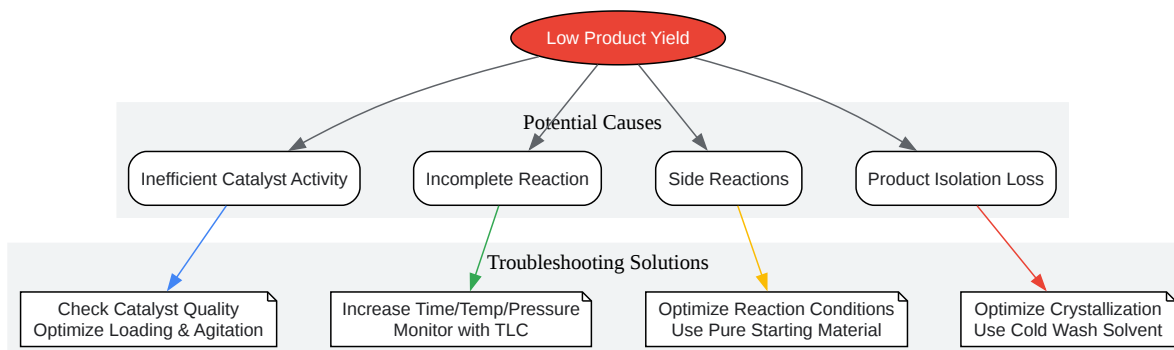 Low Product Yield
Potential Causes
Inefficient Catalyst Activity
Incomplete Reaction
Side Reactions
Product Isolation Loss
Troubleshooting Solutions
Check Catalyst Quality
Optimize Loading & Agitation
Increase Time/Temp/Pressure
Monitor with TLC
Optimize Reaction Conditions
Use Pure Starting Material
Optimize Crystallization
Use Cold Wash Solvent